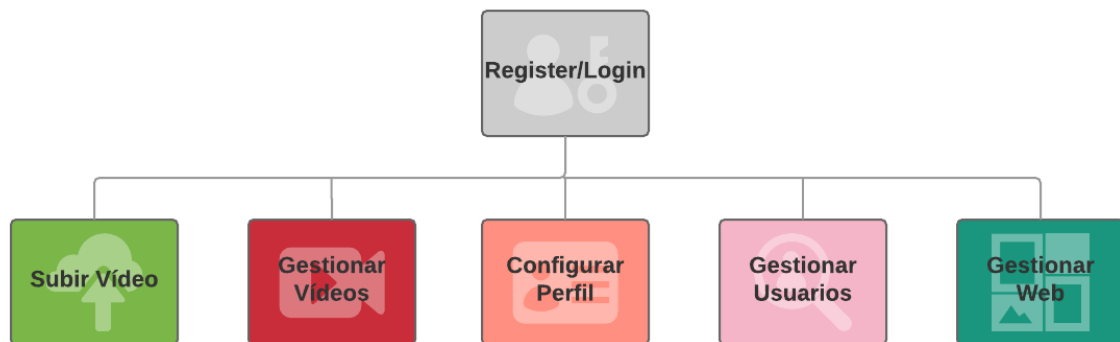 Register/Login
Subir Vídeo
Gestionar
Vídeos
Configurar
Perfil
Gestionar
Usuarios
Gestionar
Web